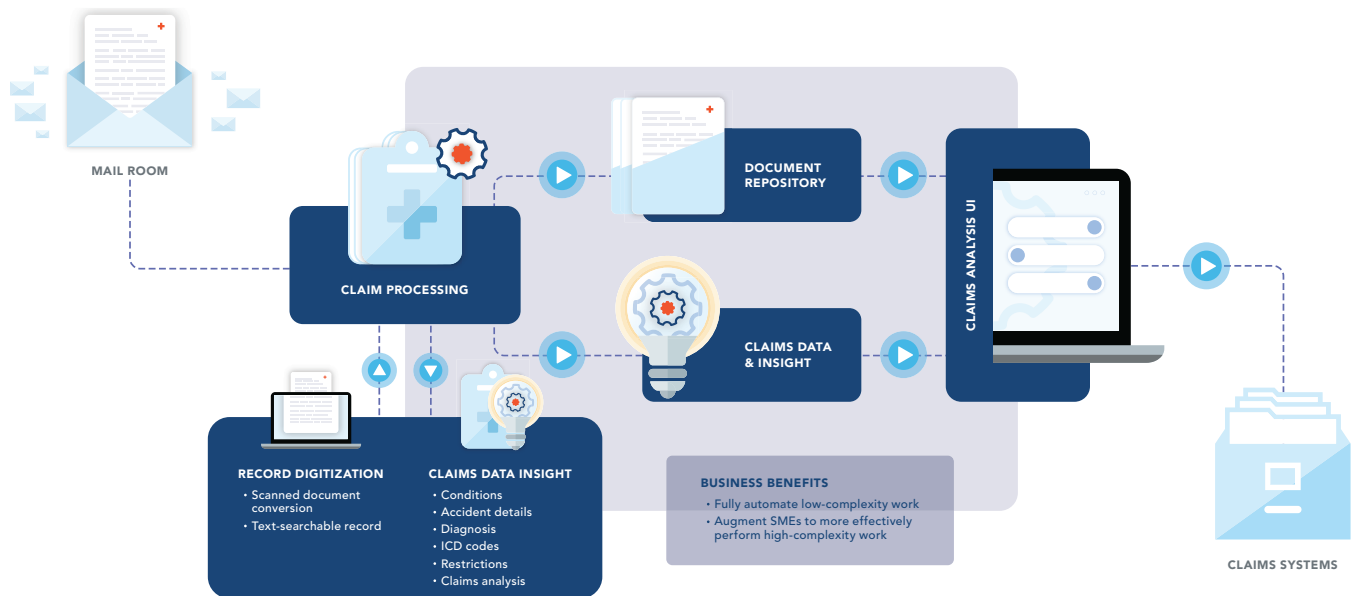 MAIL ROOM
CLAIM PROCESSING
DOCUMENT
REPOSITORY
CLAIMS DATA
& INSIGHT
CLAIMS ANALYSIS UI
RECORD DIGITIZATION
• Scanned document
conversion
• Text-searchable record
CLAIMS DATA INSIGHT
• Conditions
• Accident details
• Diagnosis
• ICD codes
• Restrictions
• Claims analysis
BUSINESS BENEFITS
• Fully automate low-complexity work
• Augment SMEs to more effectively
perform high-complexity work
CLAIMS SYSTEMS